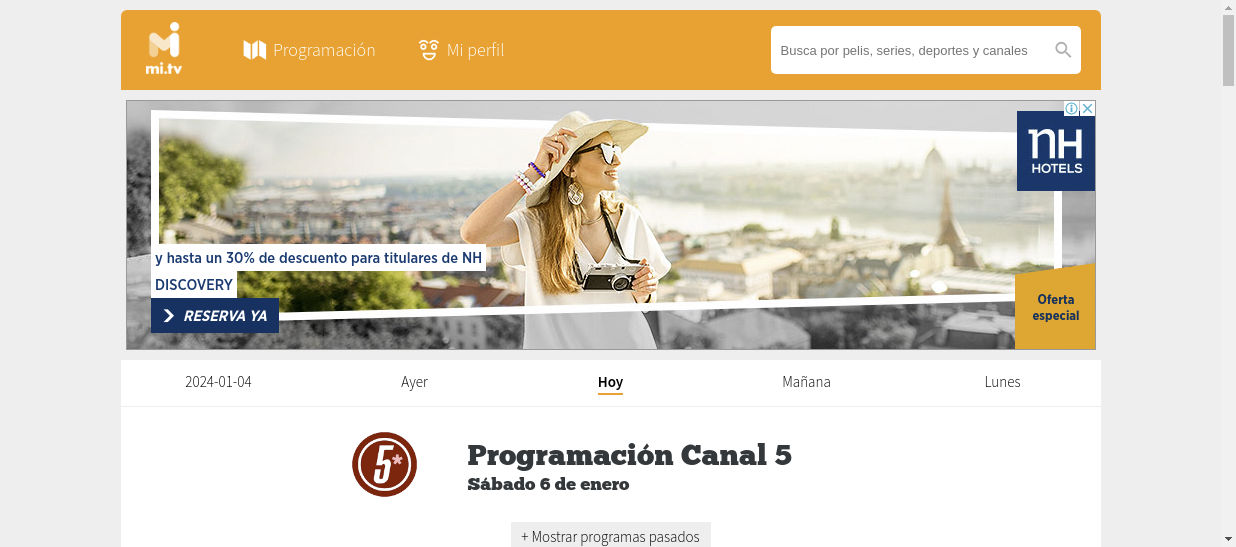 mi.tv
Programación
Mi perfil
Busca por pelis, series, deportes y canales
nH
HOTELS
y hasta un 30% de descuento para titulares de NH
DISCOVERY
RESERVA YA
Oferta
especial
2024-01-04
Ayer
Hoy
Mañana
Lunes
5*
Programación Canal 5
Sábado 6 de enero
+ Mostrar programas pasados